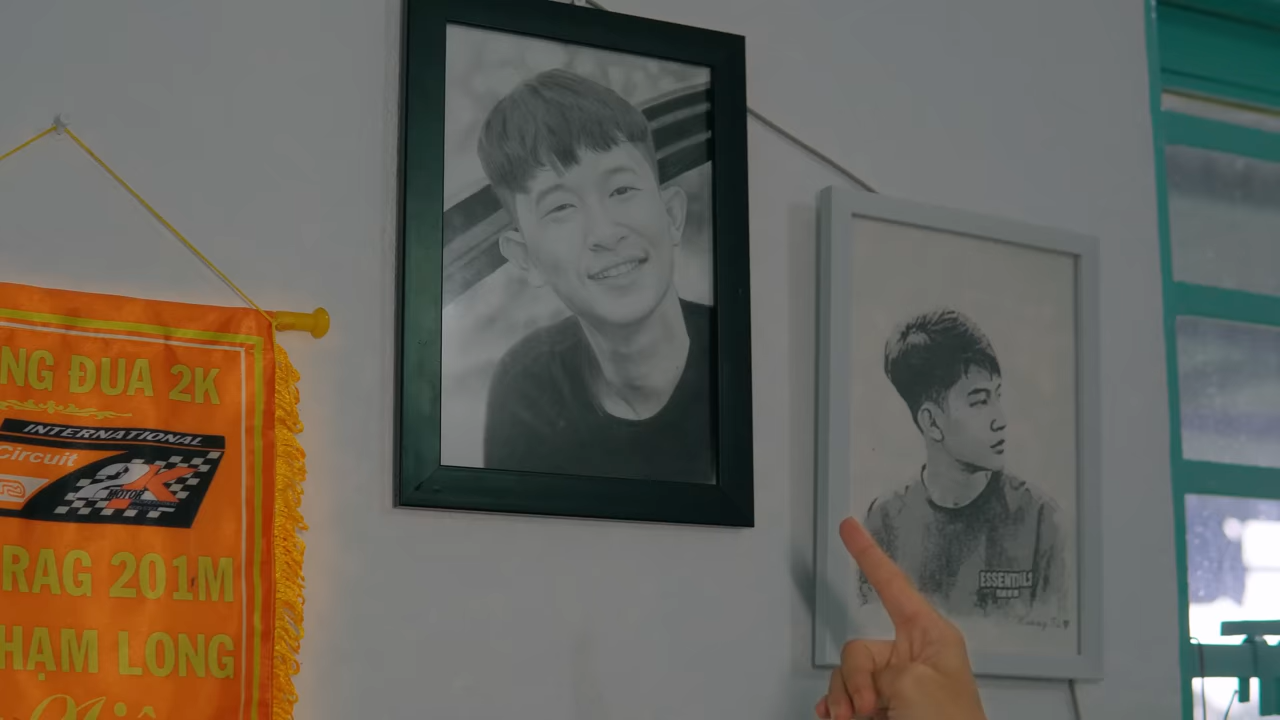 NG ĐUA 2K
INTERNATIONAL
Circuit
2K
MOTOR
RAG 201M
HẠM LONG
ESSENTIALS